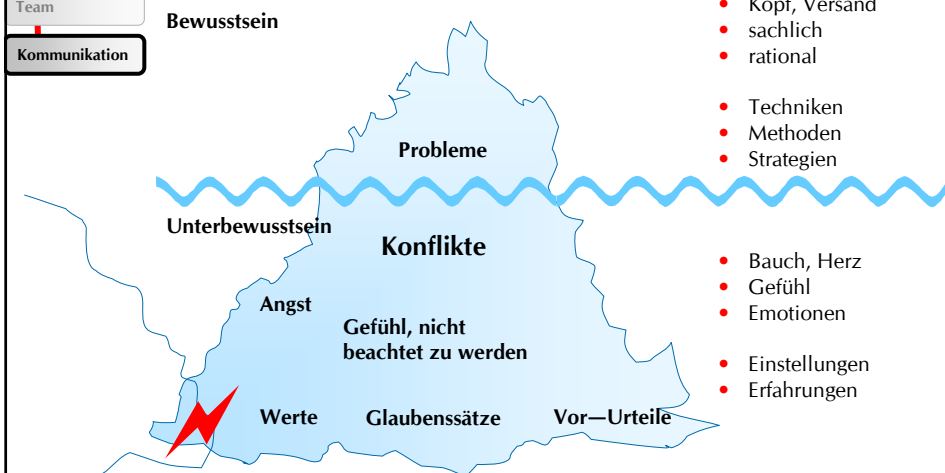 Team
Kommunikation
Bewusstsein
Probleme
• Kopf, Versand
• sachlich
• rational
• Techniken
• Methoden
• Strategien
Unterbewusstsein
Konflikte
Angst
Gefühl, nicht
beachtet zu werden
Werte
Glaubenssätze
Vor—Urteile
• Bauch, Herz
• Gefühl
• Emotionen
• Einstellungen
• Erfahrungen